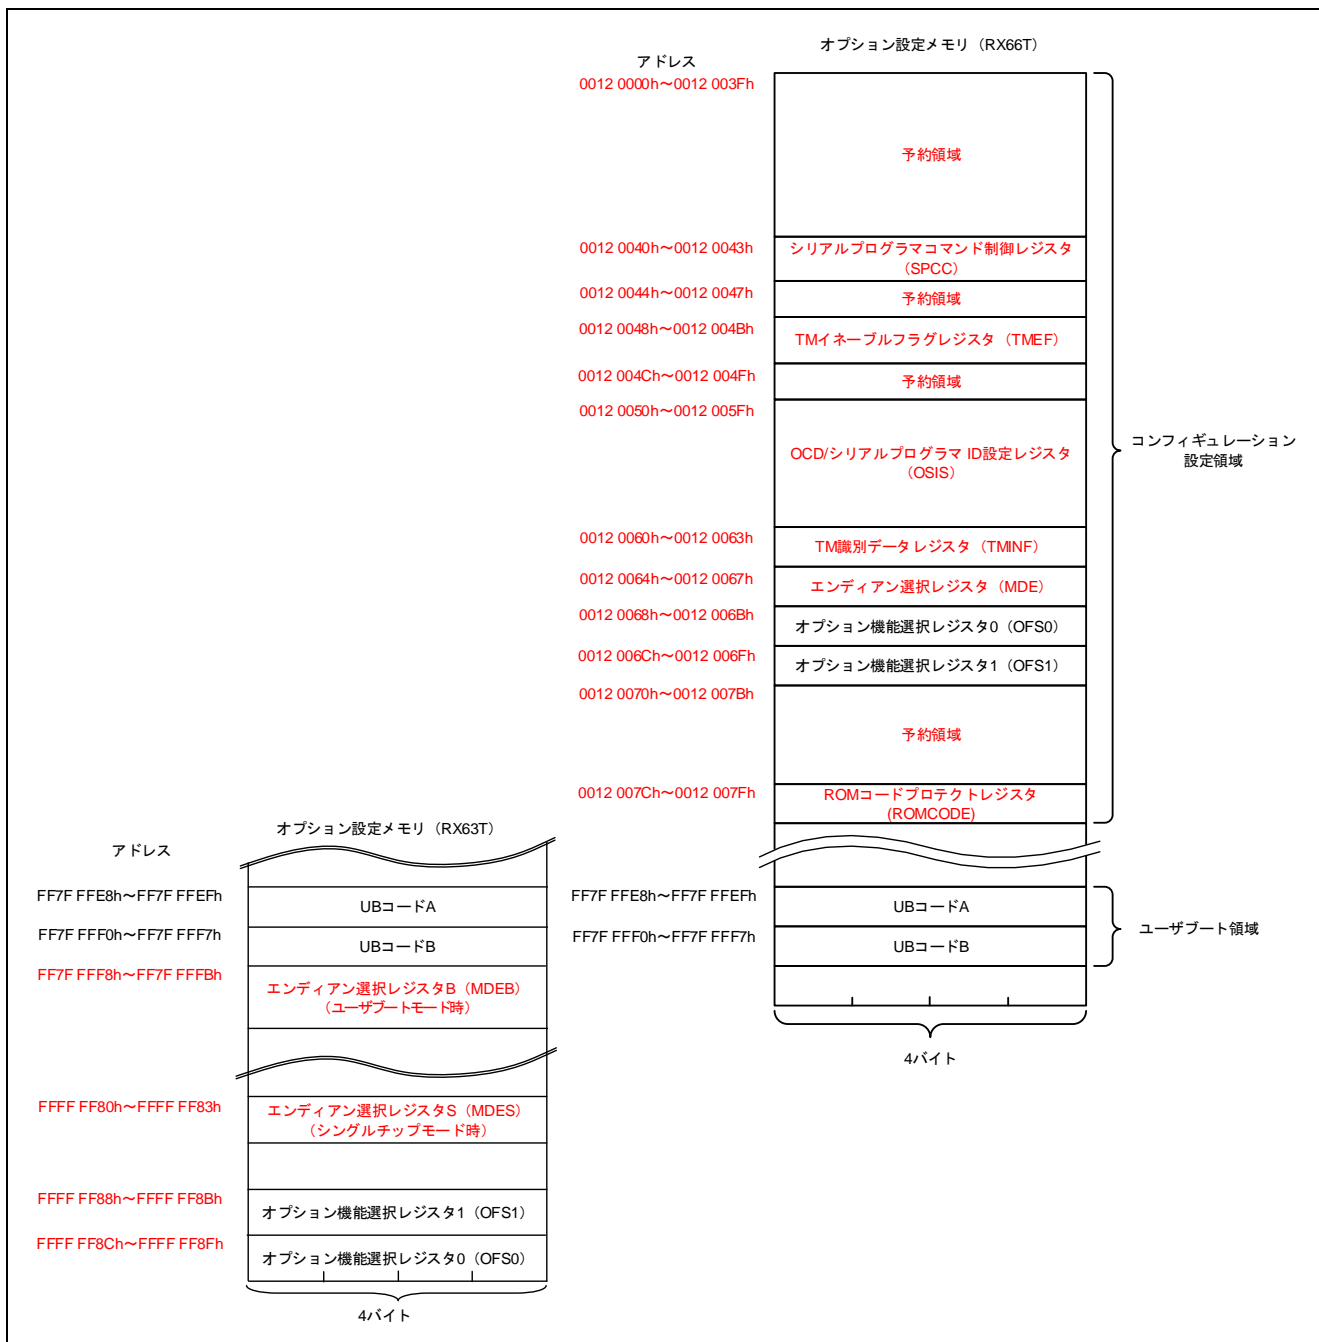 オプション設定メモリ（RX66T）
アドレス
0012 0000h～0012 003Fh
予約領域
0012 0040h～0012 0043h
シリアルプログラマコマンド制御レジスタ
（SPCC）
0012 0044h～0012 0047h
予約領域
0012 0048h～0012 004Bh
TMイネーブルフラグレジスタ（TMEF）
0012 004Ch～0012 004Fh
予約領域
0012 0050h～0012 005Fh
OCD/シリアルプログラマ ID設定レジスタ
（OSIS）
コンフィギュレーション
設定領域
0012 0060h～0012 0063h
TM識別データレジスタ（TMINF）
0012 0064h～0012 0067h
エンディアン選択レジスタ（MDE）
0012 0068h～0012 006Bh
オプション機能選択レジスタ0（OFS0）
0012 006Ch～0012 006Fh
オプション機能選択レジスタ1（OFS1）
0012 0070h～0012 007Bh
予約領域
0012 007Ch～0012 007Fh
ROMコードプロテクトレジスタ
(ROMCODE)
FF7F FFE8h～FF7F FFEFh
UBコードA
FF7F FFF0h～FF7F FFF7h
UBコードB
ユーザブート領域
4バイト
オプション設定メモリ（RX63T）
アドレス
FF7F FFE8h～FF7F FFEFh
UBコードA
FF7F FFF0h～FF7F FFF7h
UBコードB
FF7F FFF8h～FF7F FFFBh
エンディアン選択レジスタB（MDEB）
（ユーザブートモード時）
FFFF FF80h～FFFF FF83h
エンディアン選択レジスタS（MDES）
（シングルチップモード時）
FFFF FF88h～FFFF FF8Bh
オプション機能選択レジスタ1（OFS1）
FFFF FF8Ch～FFFF FF8Fh
オプション機能選択レジスタ0（OFS0）
4バイト